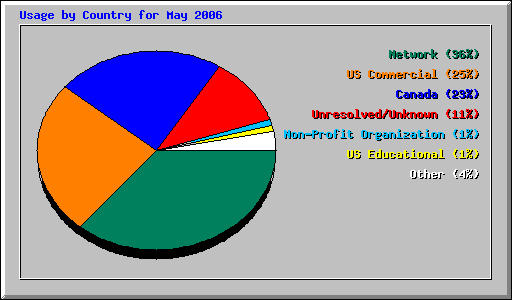 Usage by Country for May 2006
Network (36%)
US Commercial (25%)
Canada (23%)
Unresolved/Unknown (11%)
Non-Profit Organization (1%)
US Educational (1%)
Other (4%)